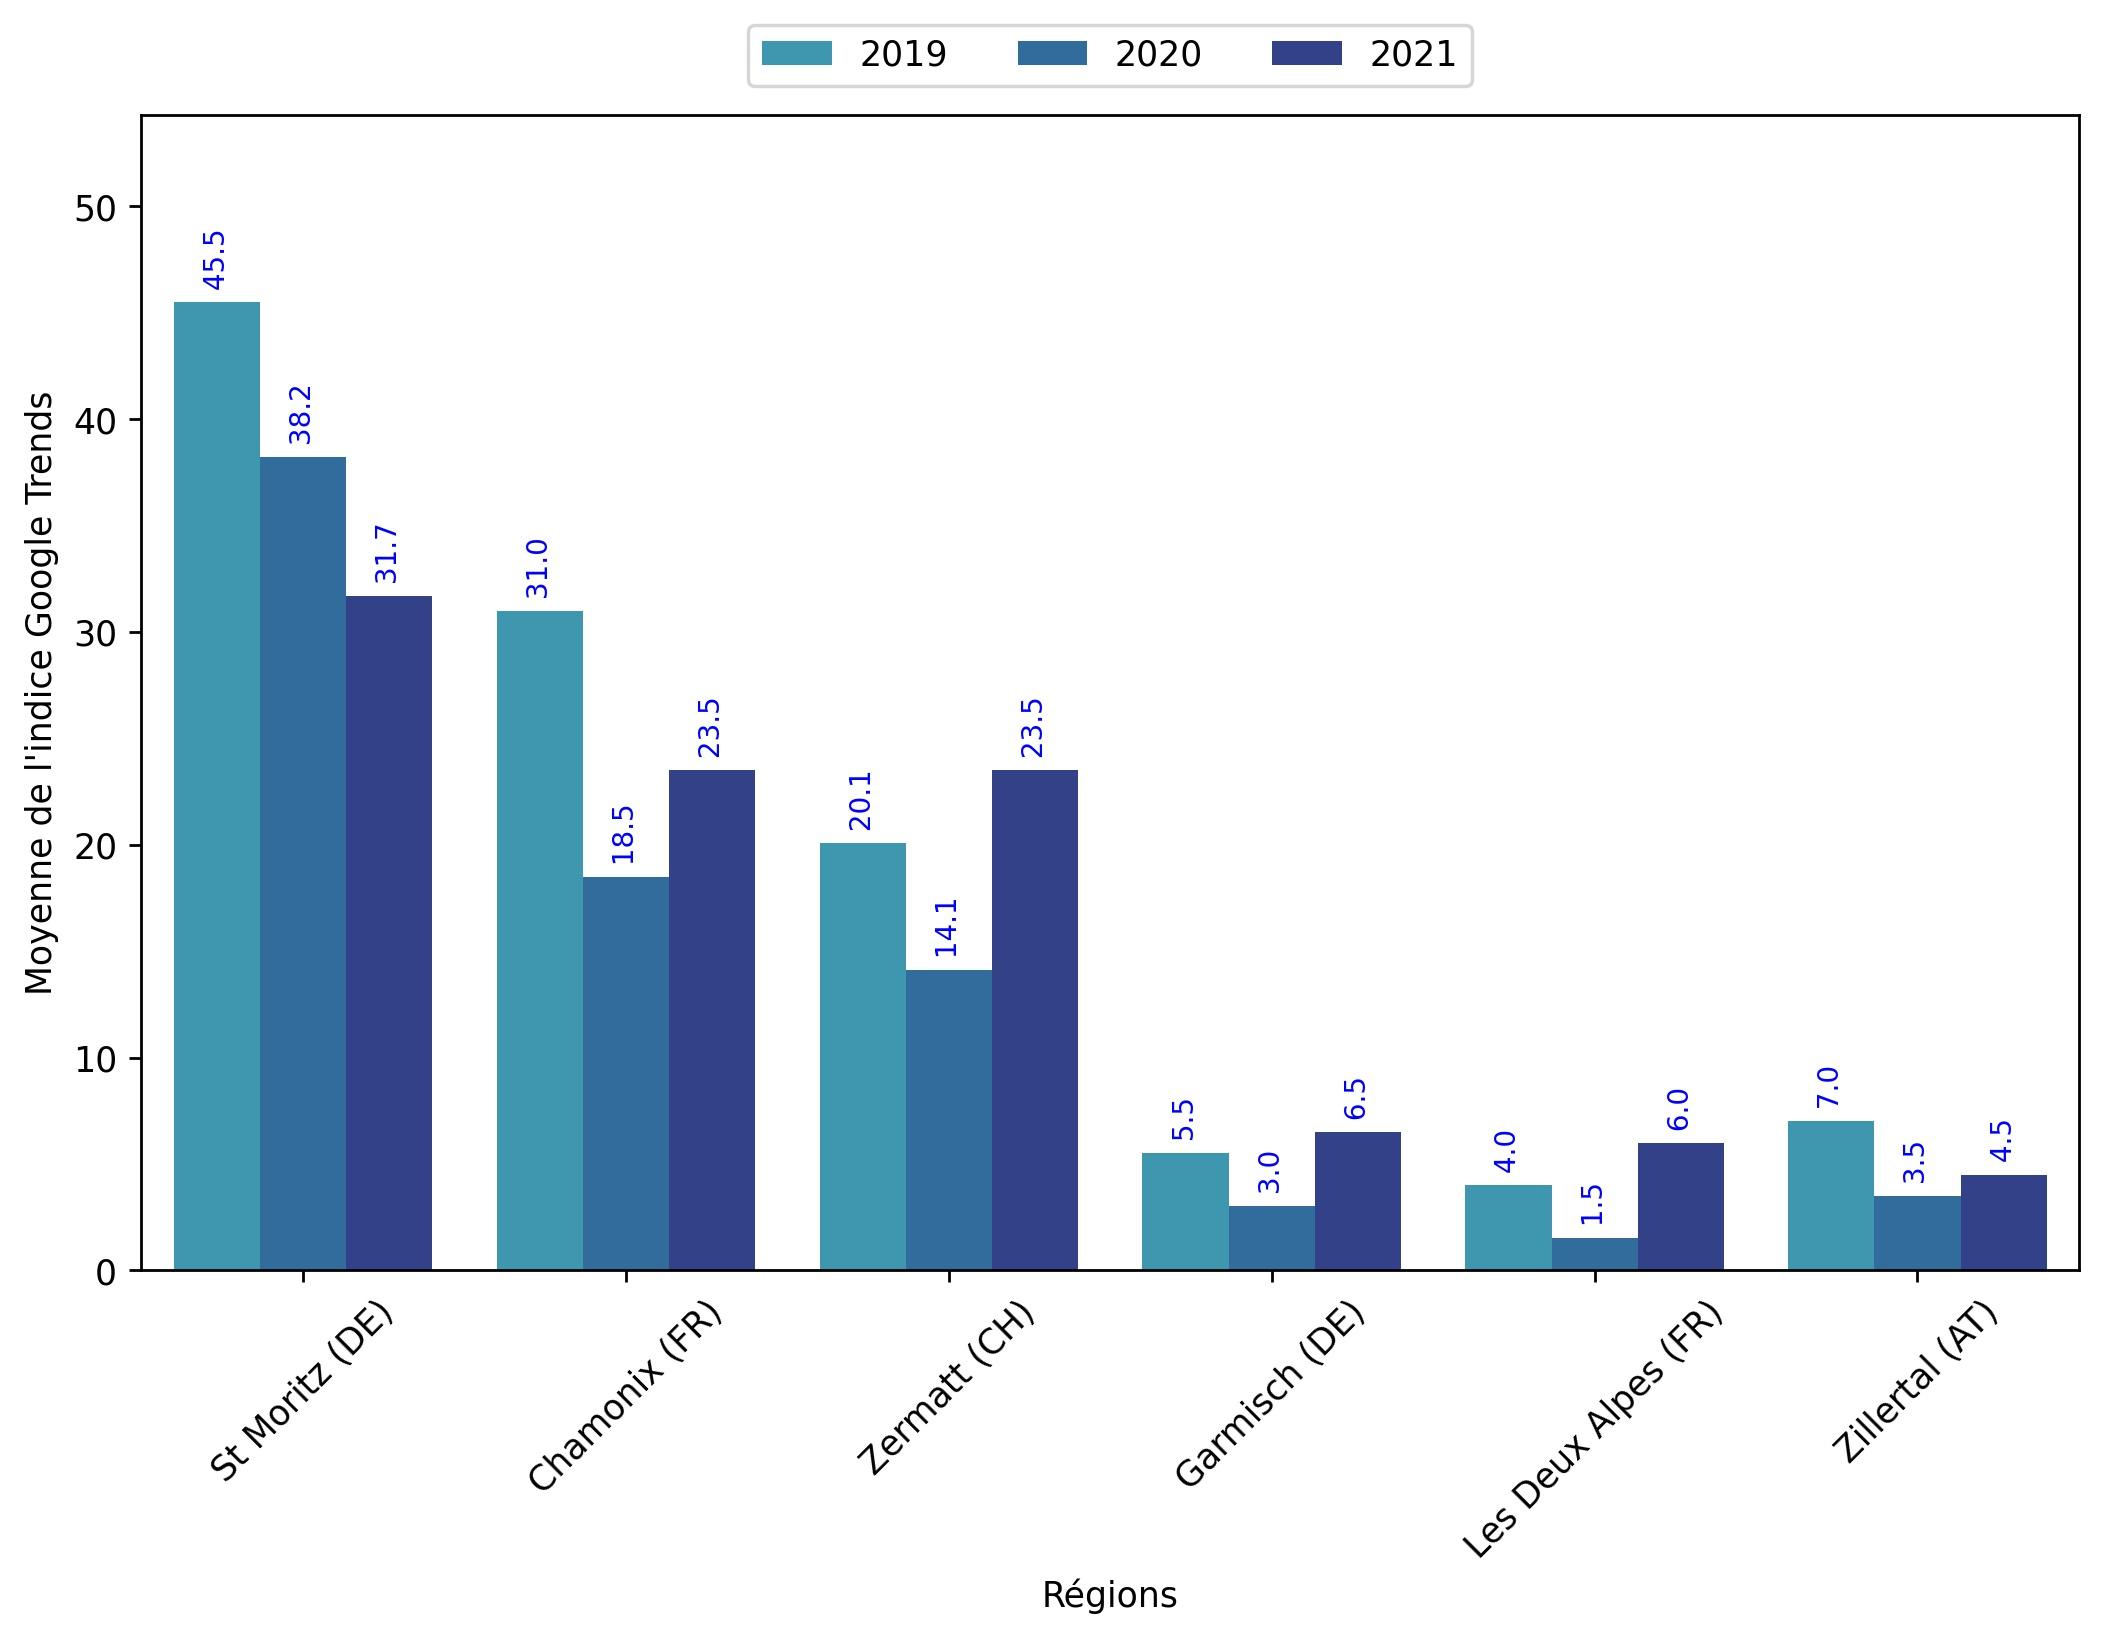 2019 2020 2021
Moyenne de l'indice Google Trends
50
40
30
20
10
0
45.5 38.2 31.7
31.0 18.5 23.5
20.1 14.1 23.5
5.5 3.0 6.5
4.0 1.5 6.0
7.0 3.5 4.5
St Moritz (DE)
Chamonix (FR)
Zermatt (CH)
Garmisch (DE)
Les Deux Alpes (FR)
Zillertal (AT)
Régions